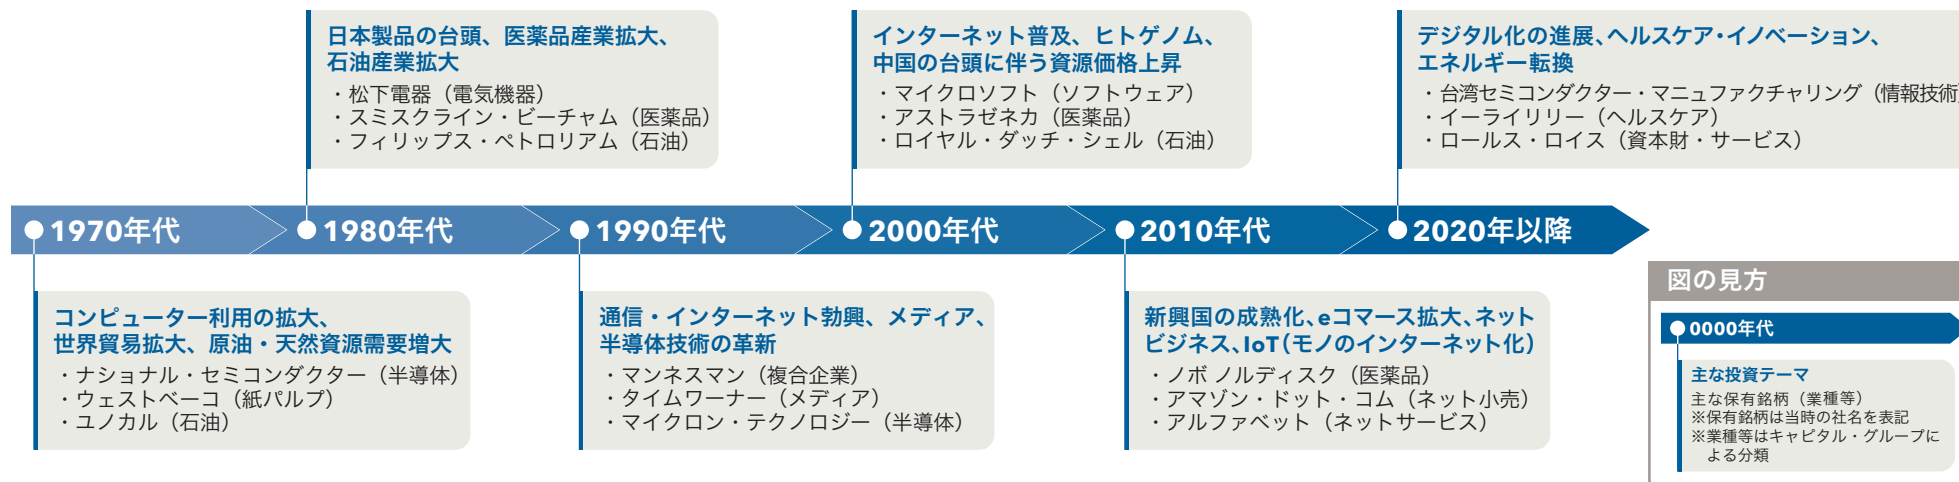 日本製品の台頭、医薬品産業拡大、
石油産業拡大
・松下電器（電気機器）
・スミスクライン・ビーチャム（医薬品）
・フィリップス・ペトロリアム（石油）
インターネット普及、ヒトゲノム、
中国の台頭に伴う資源価格上昇
・マイクロソフト（ソフトウェア）
・アストラゼネカ（医薬品）
・ロイヤル・ダッチ・シェル（石油）
デジタル化の進展、ヘルスケア・イノベーション、
エネルギー転換
・台湾セミコンダクター・マニュファクチャリング（情報技術）
・イーライリリー（ヘルスケア）
・ロールス・ロイス（資本財・サービス）
1970年代
1980年代
1990年代
2000年代
2010年代
2020年以降
コンピューター利用の拡大、
世界貿易拡大、原油・天然資源需要増大
・ナショナル・セミコンダクター（半導体）
・ウェストベーコ（紙パルプ）
・ユノカル（石油）
通信・インターネット勃興、メディア、
半導体技術の革新
・マンネスマン（複合企業）
・タイムワーナー（メディア）
・マイクロン・テクノロジー（半導体）
新興国の成熟化、eコマース拡大、ネット
ビジネス、IoT（モノのインターネット化）
・ノボ ノルディスク（医薬品）
・アマゾン・ドット・コム（ネット小売）
・アルファベット（ネットサービス）
図の見方
0000年代
主な投資テーマ
主な保有銘柄（業種等）
※保有銘柄は当時の社名を表記
※業種等はキャピタル・グループに
よる分類